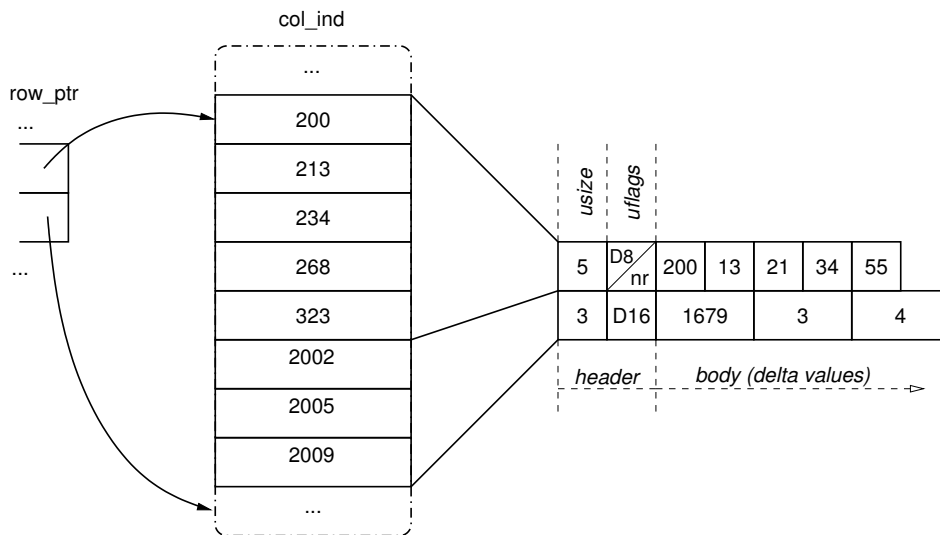 col_ind
row_ptr
...
...
...
200
213
234
268
323
2002
2005
2009
...
usize
uflags
5
D8
nr
200
13
21
34
55
3
D16
1679
3
4
header
body (delta values)